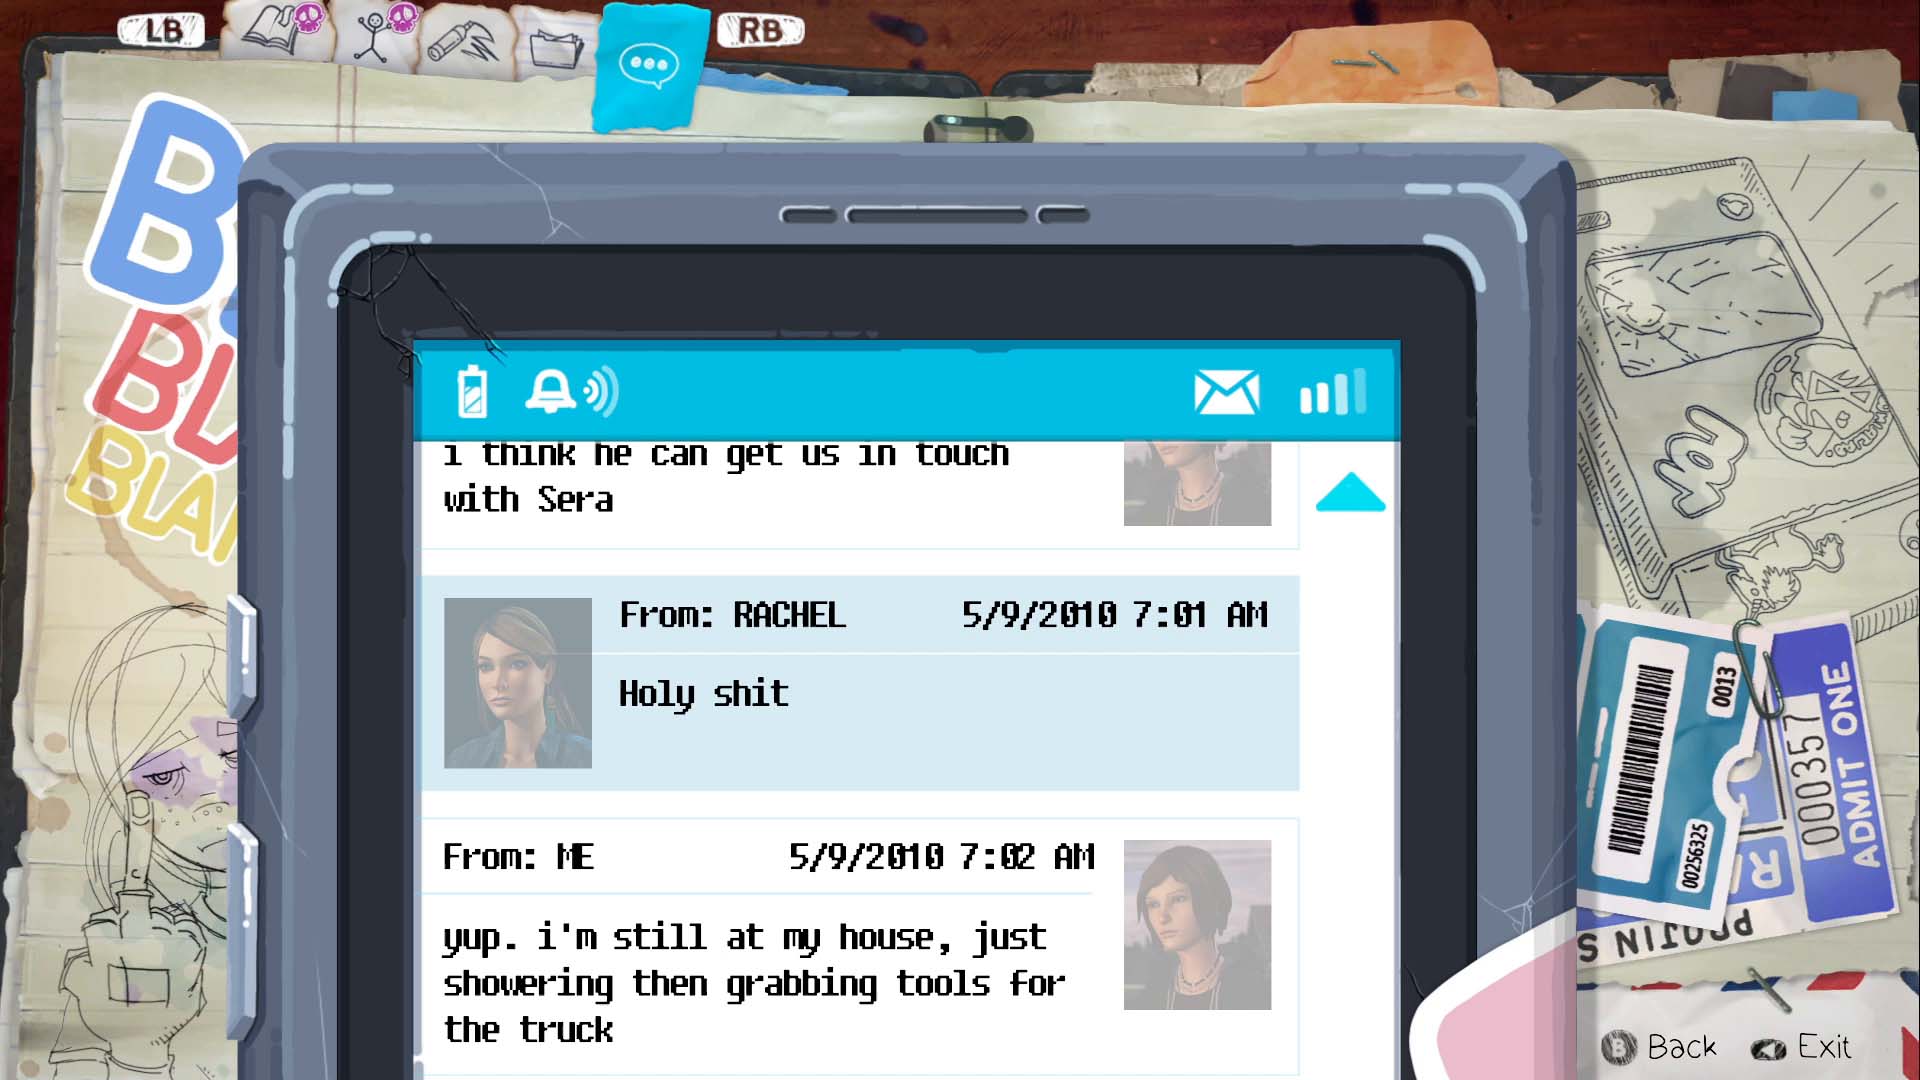 LB
RB
i think he can get us in touch
with Sera
From: RACHEL 5/9/2010 7:01 AM
Holy shit
From: ME 5/9/2010 7:02 AM
yup. i'm still at my house, just
showering then grabbing tools for
the truck
0013
00256325
000357
ADMIT ONE
B Back
Exit